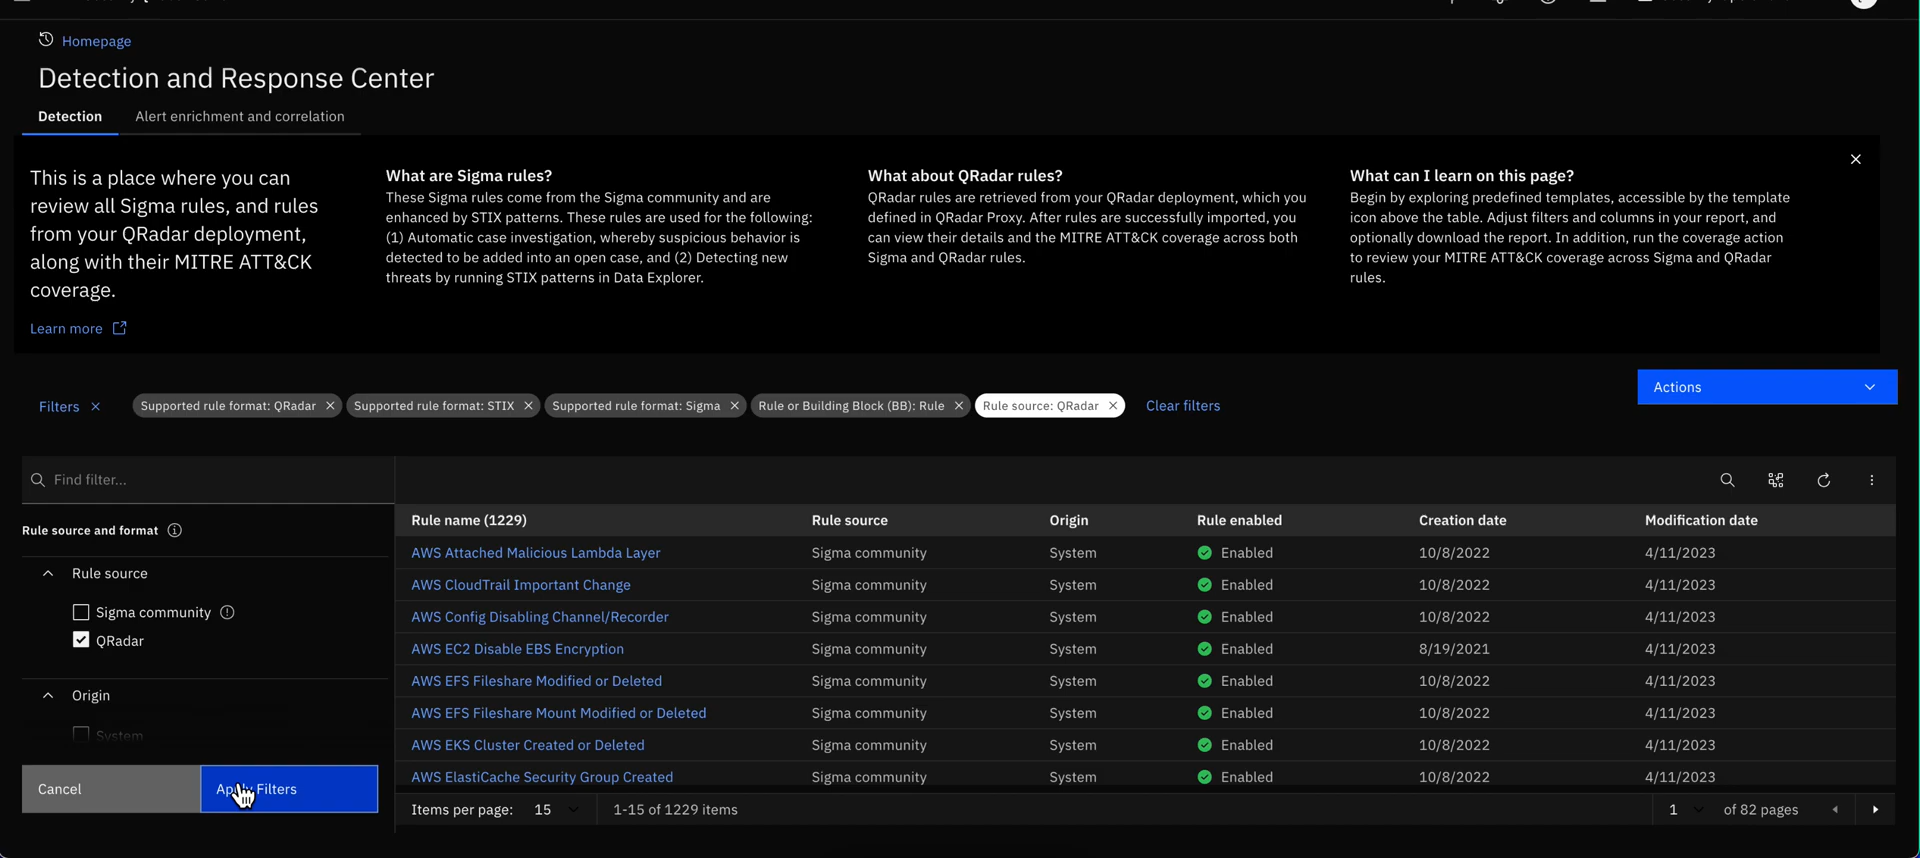 Homepage
Detection and Response Center
Detection
Alert enrichment and correlation
This is a place where you can
review all Sigma rules, and rules
from your QRadar deployment,
along with their MITRE ATT&CK
coverage.
Learn more
What are Sigma rules?
These Sigma rules come from the Sigma community and are
enhanced by STIX patterns. These rules are used for the following:
(1) Automatic case investigation, whereby suspicious behavior is
detected to be added into an open case, and (2) Detecting new
threats by running STIX patterns in Data Explorer.
What about QRadar rules?
QRadar rules are retrieved from your QRadar deployment, which you
defined in QRadar Proxy. After rules are successfully imported, you
can view their details and the MITRE ATT&CK coverage across both
Sigma and QRadar rules.
What can I learn on this page?
Begin by exploring predefined templates, accessible by the template
icon above the table. Adjust filters and columns in your report, and
optionally download the report. In addition, run the coverage action
to review your MITRE ATT&CK coverage across Sigma and QRadar
rules.
Actions
Filters
Supported rule format: QRadar
Supported rule format: STIX
Supported rule format: Sigma
Rule or Building Block (BB): Rule
Rule source: QRadar
Clear filters
Find filter...
Rule source and format
Rule source
Sigma community
QRadar
Origin
System
Cancel
Apply Filters
Rule name (1229) Rule source Origin Rule enabled Creation date Modification date
AWS Attached Malicious Lambda Layer Sigma community System Enabled 10/8/2022 4/11/2023
AWS CloudTrail Important Change Sigma community System Enabled 10/8/2022 4/11/2023
AWS Config Disabling Channel/Recorder Sigma community System Enabled 10/8/2022 4/11/2023
AWS EC2 Disable EBS Encryption Sigma community System Enabled 8/19/2021 4/11/2023
AWS EFS Fileshare Modified or Deleted Sigma community System Enabled 10/8/2022 4/11/2023
AWS EFS Fileshare Mount Modified or Deleted Sigma community System Enabled 10/8/2022 4/11/2023
AWS EKS Cluster Created or Deleted Sigma community System Enabled 10/8/2022 4/11/2023
AWS ElastiCache Security Group Created Sigma community System Enabled 10/8/2022 4/11/2023
Items per page: 15 1-15 of 1229 items 1 of 82 pages